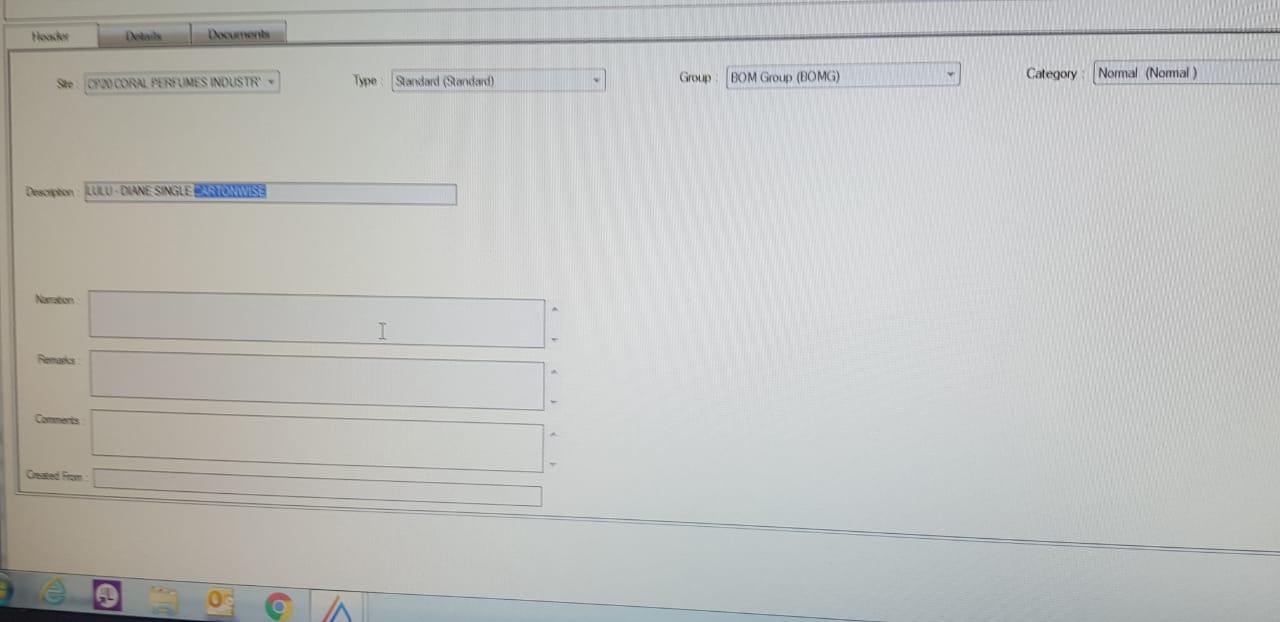 Header Details Documents
Site : CP20 CORAL PERFUMES INDUSTR Type : Standard (Standard) Group : BOM Group (BOMG) Category : Normal (Normal )
Description : LULU - DIANE SINGLE CARTONWISE
Narration :
Remarks :
Comments :
Created From :